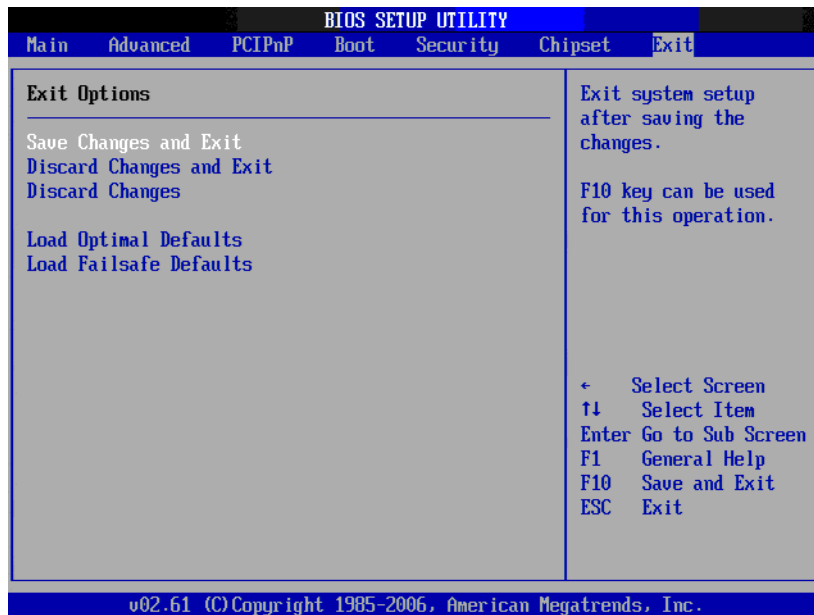 BIOS SETUP UTILITY
Main Advanced PCIPnP Boot Security Chipset Exit
Exit Options
Save Changes and Exit
Discard Changes and Exit
Discard Changes
Load Optimal Defaults
Load Failsafe Defaults
Exit system setup
after saving the
changes.
F10 key can be used
for this operation.
← Select Screen
↑↓ Select Item
Enter Go to Sub Screen
F1 General Help
F10 Save and Exit
ESC Exit
v02.61 (C)Copyright 1985-2006, American Megatrends, Inc.